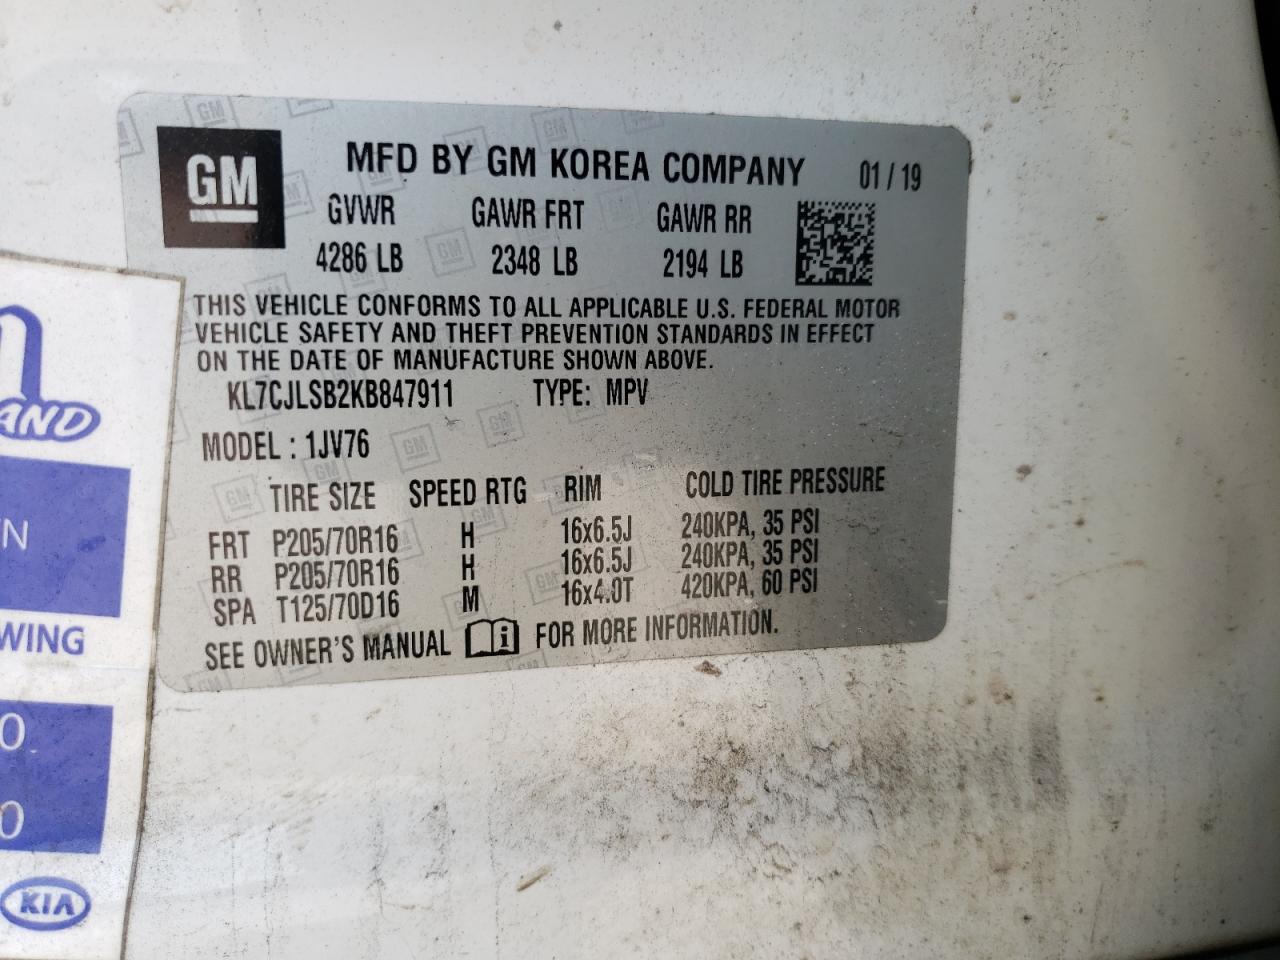 GM
MFD BY GM KOREA COMPANY 01 / 19
GVWR GAWR FRT GAWR RR
4286 LB 2348 LB 2194 LB
THIS VEHICLE CONFORMS TO ALL APPLICABLE U.S. FEDERAL MOTOR
VEHICLE SAFETY AND THEFT PREVENTION STANDARDS IN EFFECT
ON THE DATE OF MANUFACTURE SHOWN ABOVE.
KL7CJLSB2KB847911 TYPE: MPV
MODEL : 1JV76
TIRE SIZE SPEED RTG RIM COLD TIRE PRESSURE
FRT P205/70R16 H 16x6.5J 240KPA, 35 PSI
RR P205/70R16 H 16x6.5J 240KPA, 35 PSI
SPA T125/70D16 M 16x4.0T 420KPA, 60 PSI
SEE OWNER'S MANUAL FOR MORE INFORMATION.
AND
N
WING
0
0
KIA